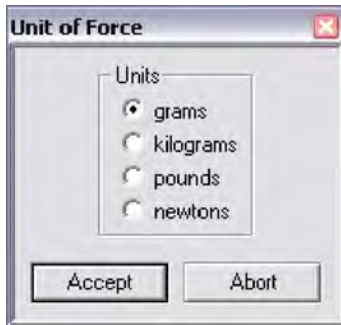 Unit of Force
Units
grams
kilograms
pounds
newtons
Accept Abort